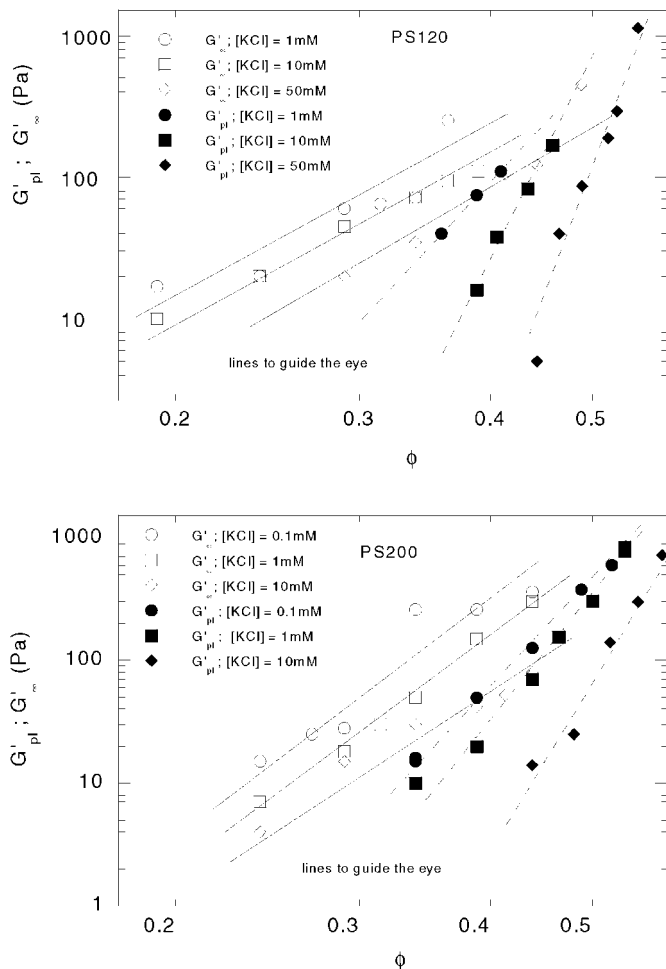 PS120
G'∞; [KCl] = 1mM
G'∞; [KCl] = 10mM
G'∞; [KCl] = 50mM
G'pl; [KCl] = 1mM
G'pl; [KCl] = 10mM
G'pl; [KCl] = 50mM
G'pl ; G'∞ (Pa)
1000
100
10
lines to guide the eye
0.2 0.3 0.4 0.5
ϕ
PS200
G'∞; [KCl] = 0.1mM
G'∞; [KCl] = 1mM
G'∞; [KCl] = 10mM
G'pl; [KCl] = 0.1mM
G'pl; [KCl] = 1mM
G'pl; [KCl] = 10mM
G'pl ; G'∞ (Pa)
1000
100
10
1
lines to guide the eye
0.2 0.3 0.4 0.5
ϕ